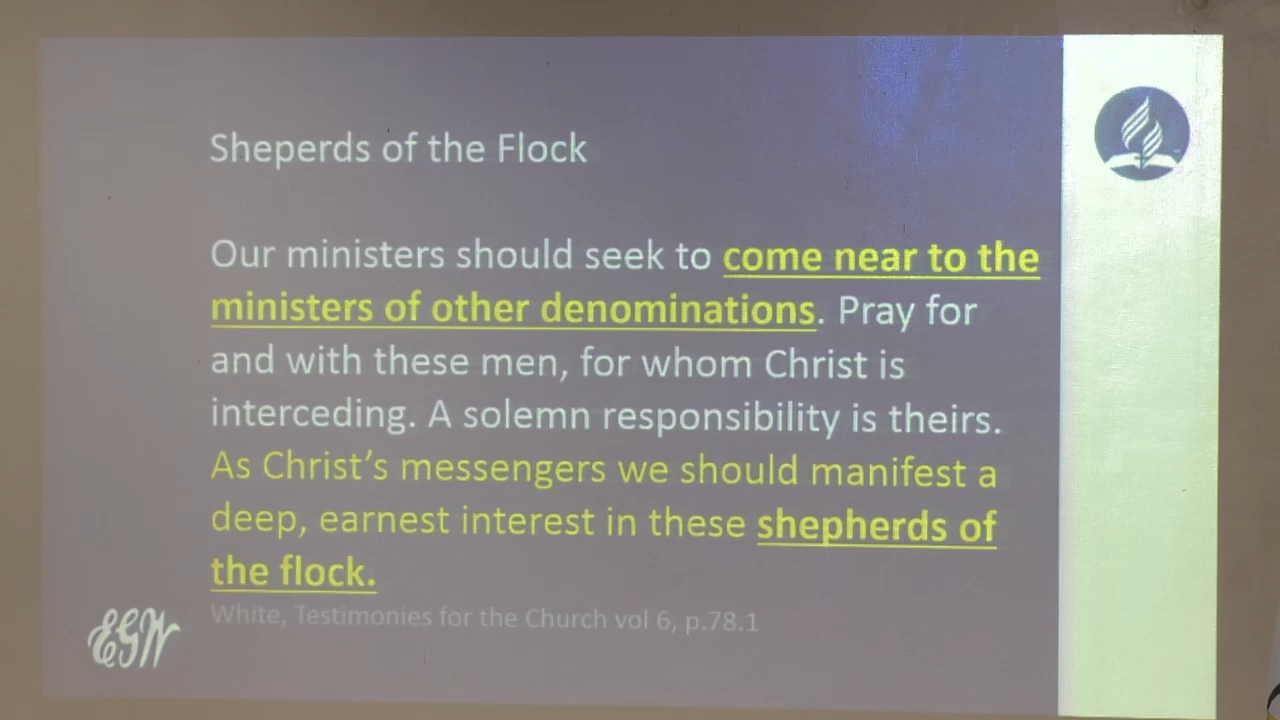 Sheperds of the Flock
Our ministers should seek to come near to the
ministers of other denominations. Pray for
and with these men, for whom Christ is
interceding. A solemn responsibility is theirs.
As Christ's messengers we should manifest a
deep, earnest interest in these shepherds of
the flock.
White, Testimonies for the Church vol 6, p.78.1
EGW